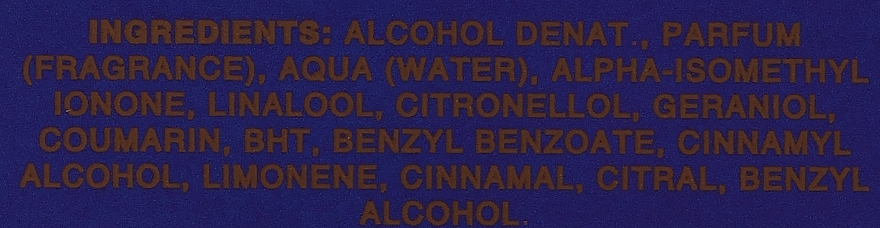 INGREDIENTS: ALCOHOL DENAT., PARFUM
(FRAGRANCE), AQUA (WATER), ALPHA-ISOMETHYL
IONONE, LINALOOL, CITRONELLOL, GERANIOL,
COUMARIN, BHT, BENZYL BENZOATE, CINNAMYL
ALCOHOL, LIMONENE, CINNAMAL, CITRAL, BENZYL
ALCOHOL.